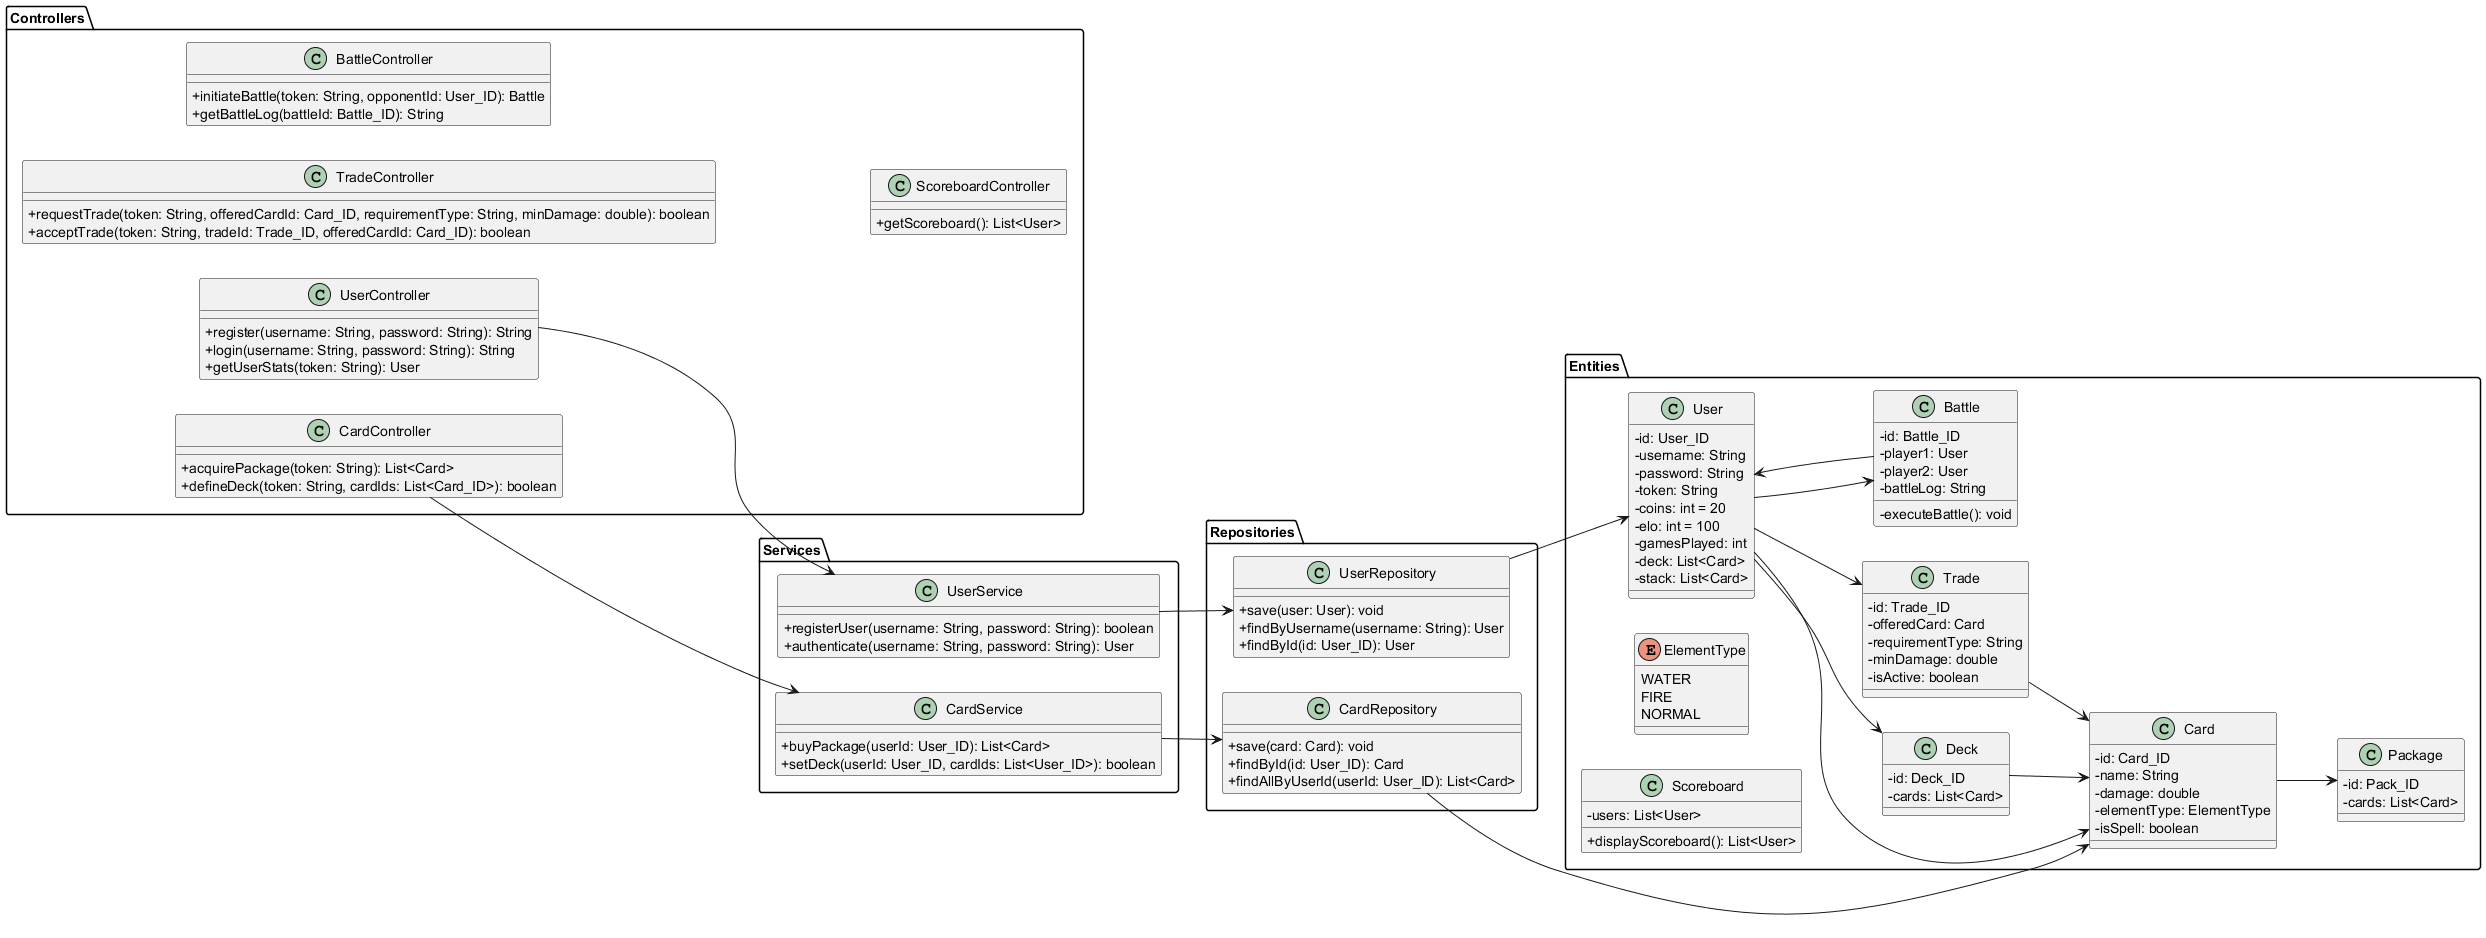 Controllers
C BattleController
+initiateBattle(token: String, opponentId: User_ID): Battle
+getBattleLog(battleId: Battle_ID): String
C TradeController
+requestTrade(token: String, offeredCardId: Card_ID, requirementType: String, minDamage: double): boolean
+acceptTrade(token: String, tradeId: Trade_ID, offeredCardId: Card_ID): boolean
C ScoreboardController
+getScoreboard(): List<User>
C UserController
+register(username: String, password: String): String
+login(username: String, password: String): String
+getUserStats(token: String): User
C CardController
+acquirePackage(token: String): List<Card>
+defineDeck(token: String, cardIds: List<Card_ID>): boolean
Services
C UserService
+registerUser(username: String, password: String): boolean
+authenticate(username: String, password: String): User
C CardService
+buyPackage(userId: User_ID): List<Card>
+setDeck(userId: User_ID, cardIds: List<User_ID>): boolean
Repositories
C UserRepository
+save(user: User): void
+findByUsername(username: String): User
+findById(id: User_ID): User
C CardRepository
+save(card: Card): void
+findById(id: User_ID): Card
+findAllByUserId(userId: User_ID): List<Card>
Entities
C User
-id: User_ID
-username: String
-password: String
-token: String
-coins: int = 20
-elo: int = 100
-gamesPlayed: int
-deck: List<Card>
-stack: List<Card>
C Battle
-id: Battle_ID
-player1: User
-player2: User
-battleLog: String
-executeBattle(): void
C Trade
-id: Trade_ID
-offeredCard: Card
-requirementType: String
-minDamage: double
-isActive: boolean
E ElementType
WATER
FIRE
NORMAL
C Scoreboard
-users: List<User>
+displayScoreboard(): List<User>
C Deck
-id: Deck_ID
-cards: List<Card>
C Card
-id: Card_ID
-name: String
-damage: double
-elementType: ElementType
-isSpell: boolean
C Package
-id: Pack_ID
-cards: List<Card>